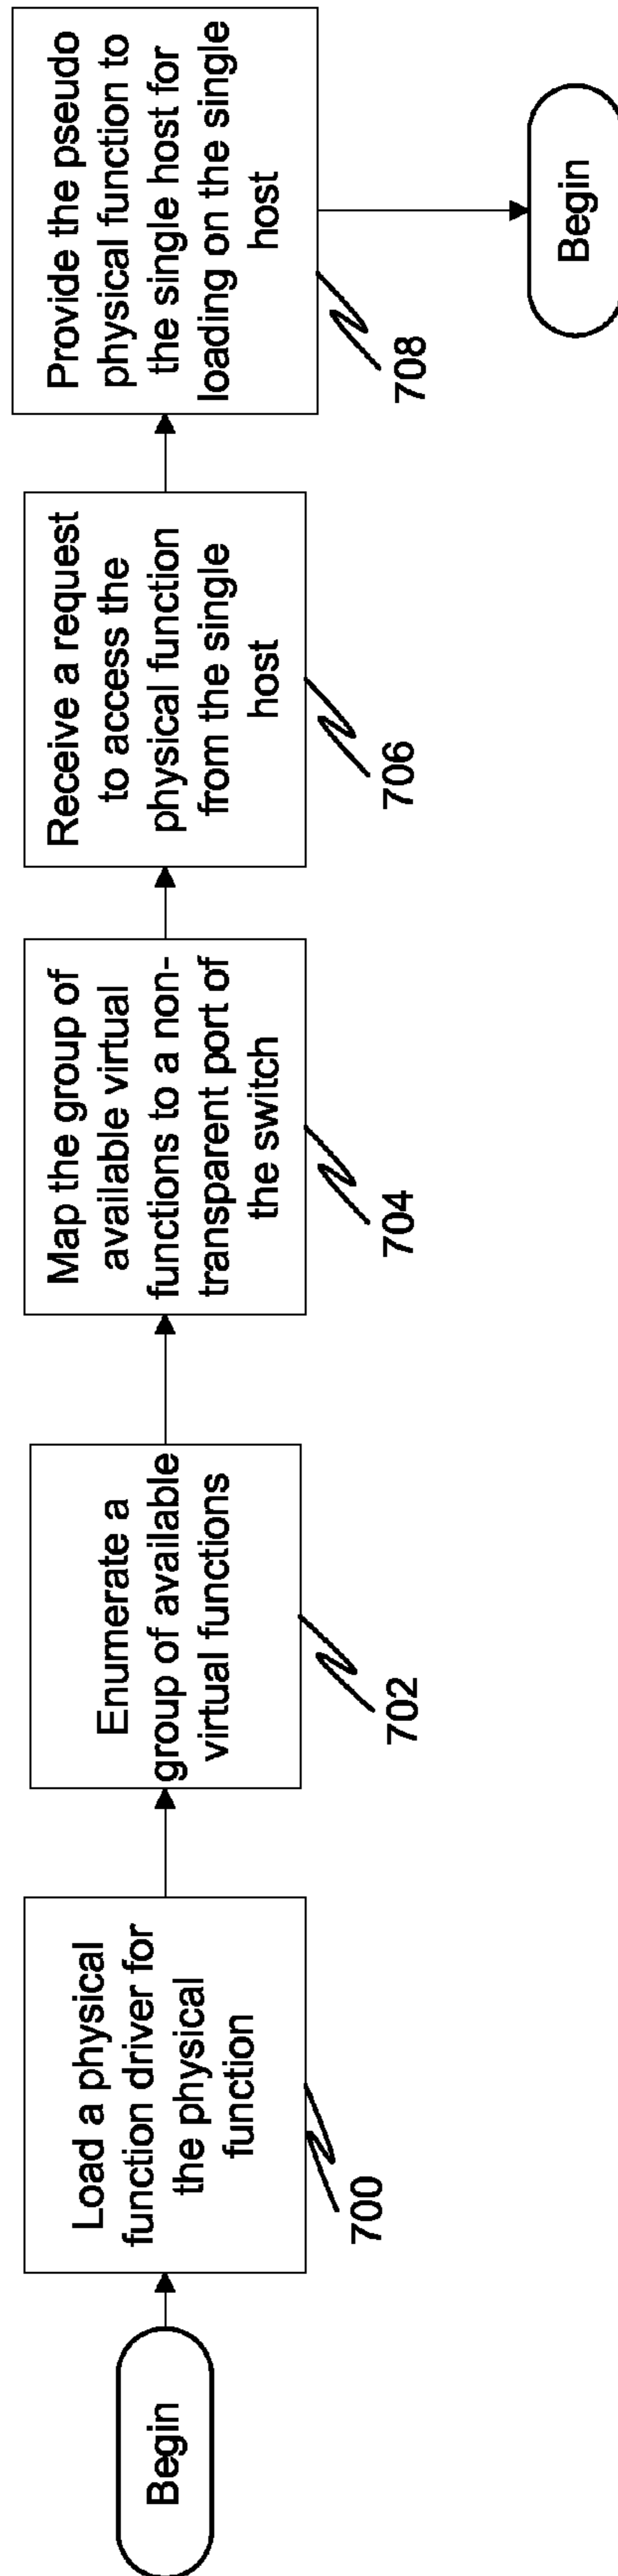 Begin
Load a physical
function driver for
the physical
function
700
Enumerate a
group of available
virtual functions
702
Map the group of
available virtual
functions to a non-
transparent port of
the switch
704
Receive a request
to access the
physical function
from the single
host
706
Provide the pseudo
physical function to
the single host for
loading on the single
host
708
Begin